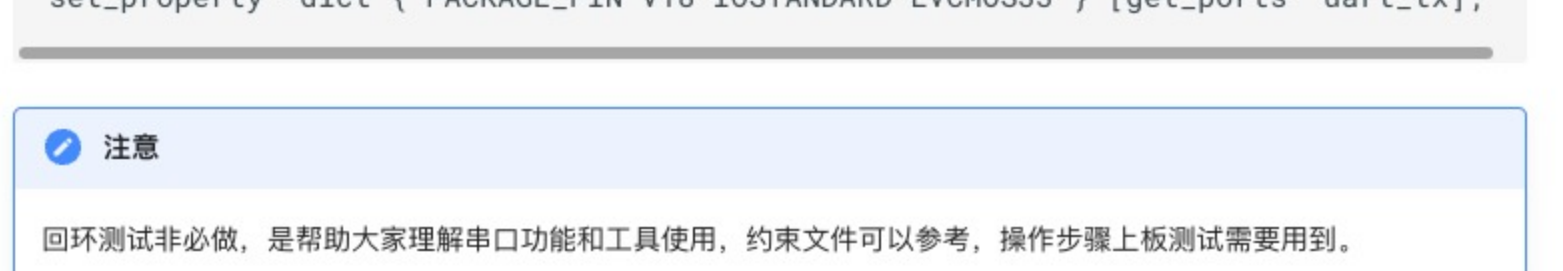 注意
回环测试非必做，是帮助大家理解串口功能和工具使用，约束文件可以参考，操作步骤上板测试需要用到。